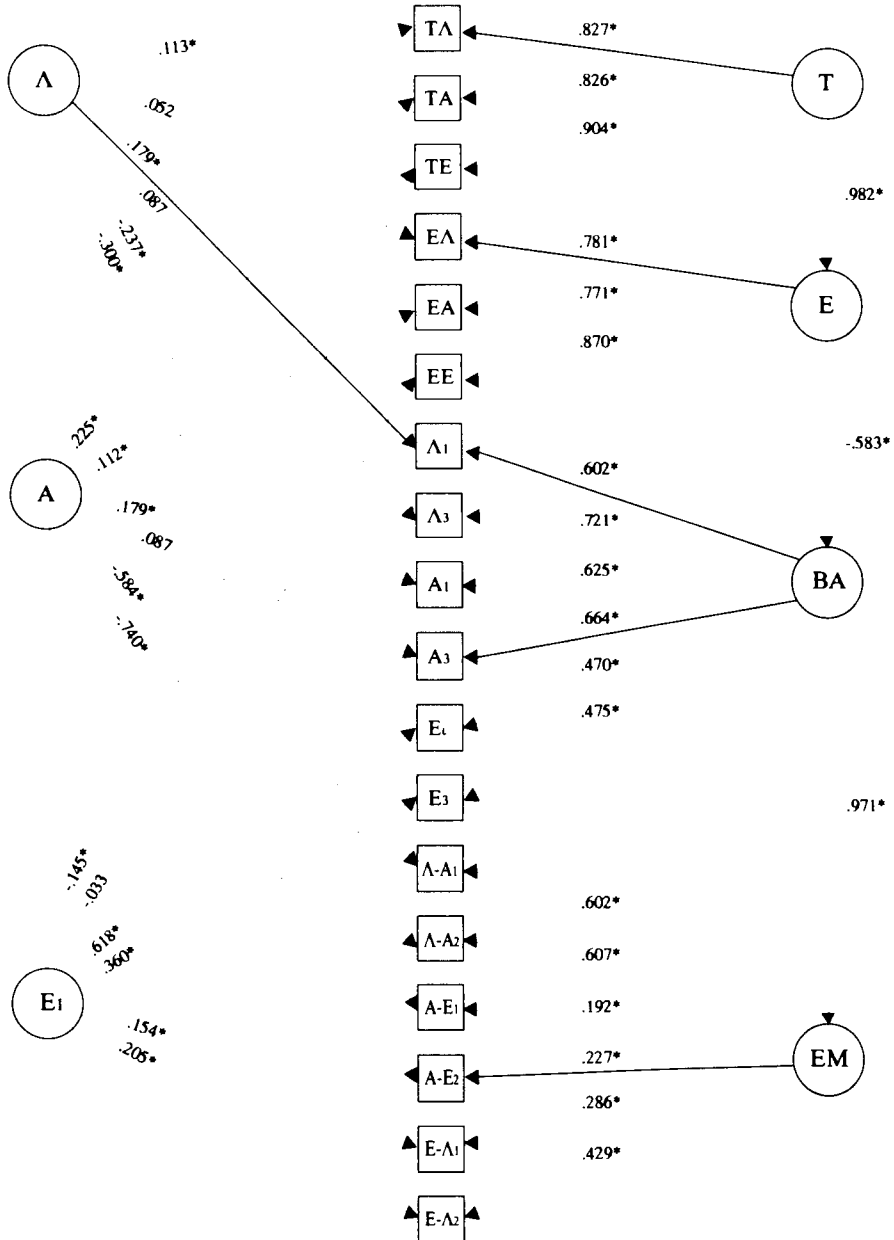 Λ
.113*
.052
.179*
.087
-.237*
-.300*
A
.225*
.112*
.179*
.087
-.584*
-.740*
E1
-.145*
-.033
.618*
.360*
.154*
.205*
TΛ
TA
TE
EΛ
EA
EE
Λ1
Λ3
A1
A3
E3
Λ-A1
Λ-A2
A-E1
A-E2
E-Λ1
E-Λ2
.827*
.826*
.904*
.781*
.771*
.870*
.602*
.721*
.625*
.664*
.470*
.475*
.602*
.607*
.192*
.227*
.286*
.429*
T
.982*
E
-.583*
BA
.971*
EM